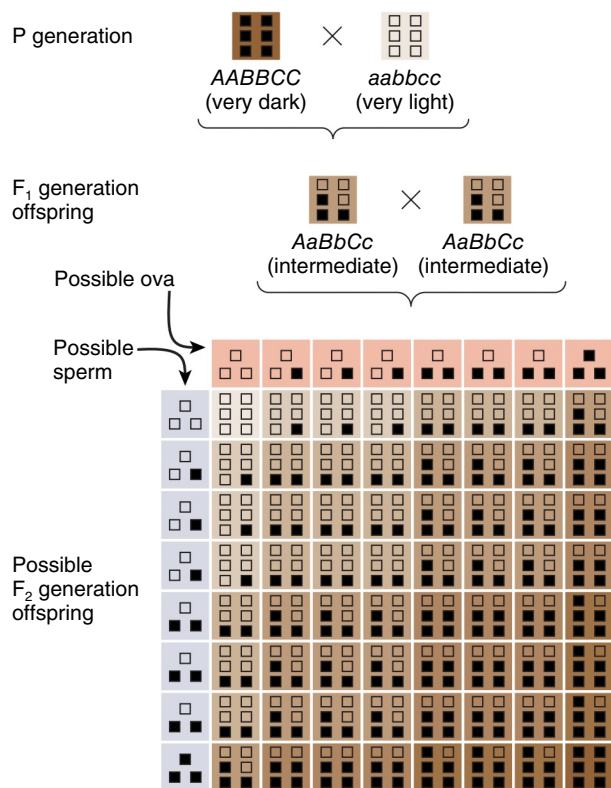 P generation
AABBCC
(very dark)
aabbcc
(very light)
F₁ generation
offspring
AaBbCc
(intermediate)
AaBbCc
(intermediate)
Possible ova
Possible
sperm
Possible
F₂ generation
offspring